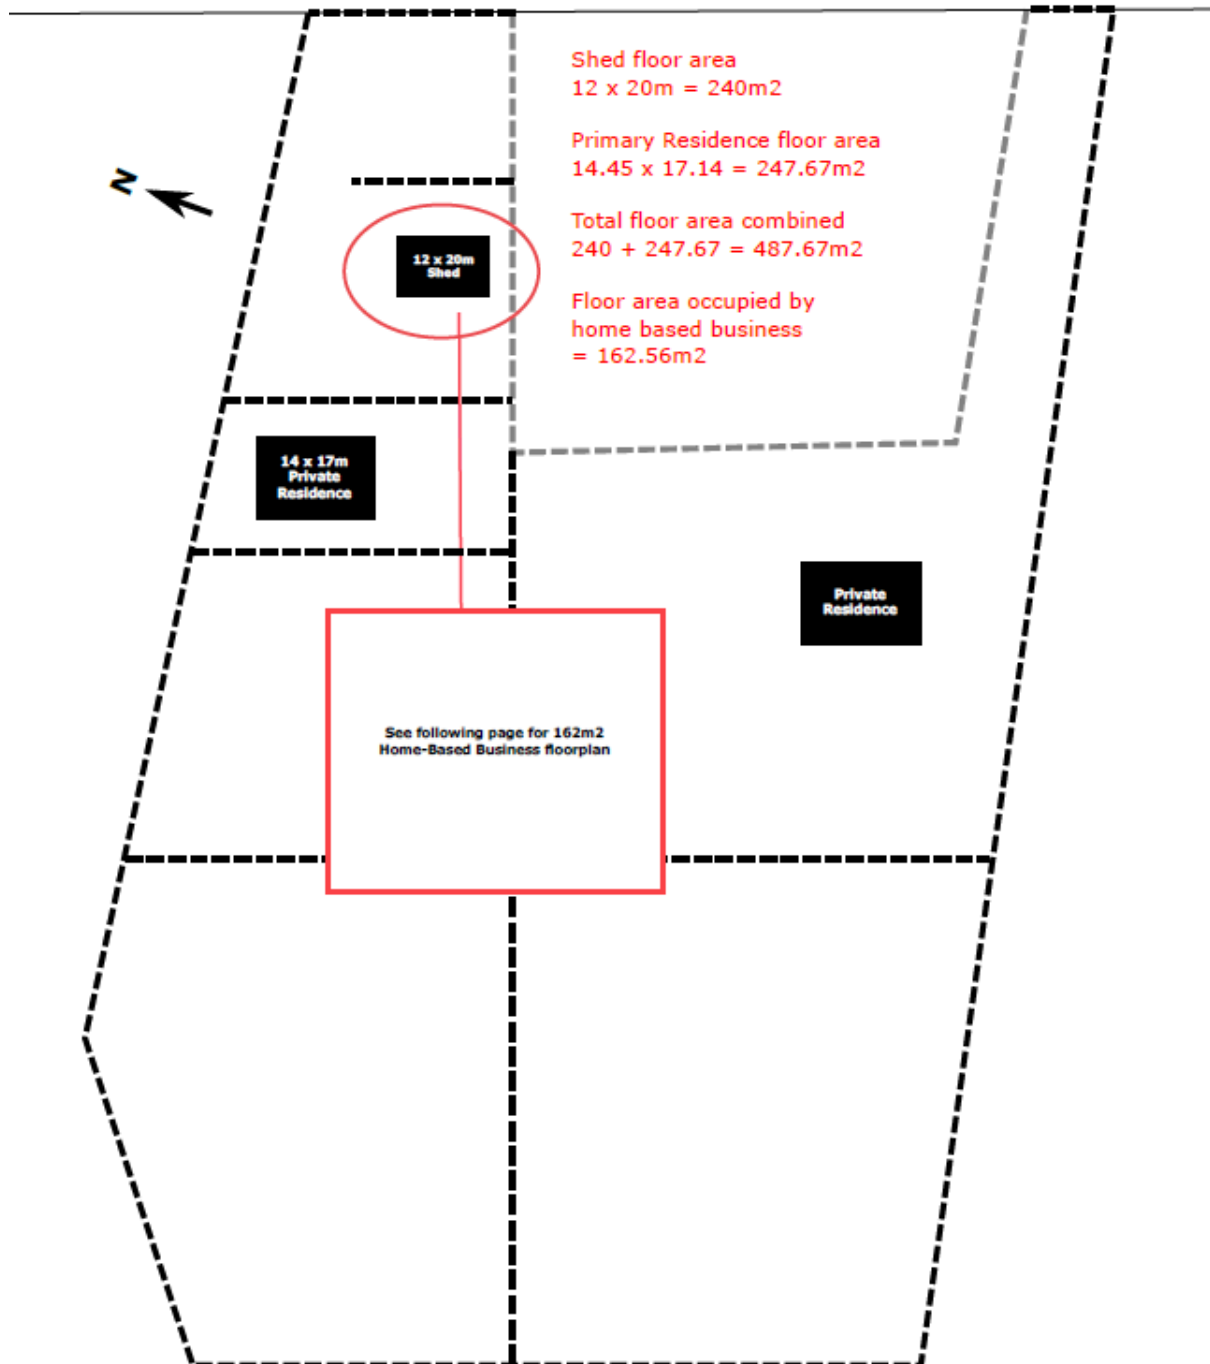 Shed floor area
12 x 20m = 240m2
Primary Residence floor area
14.45 x 17.14 = 247.67m2
Total floor area combined
240 + 247.67 = 487.67m2
Floor area occupied by
home based business
= 162.56m2
N
12 x 20m
Shed
14 x 17m
Private
Residence
Private
Residence
See following page for 162m2
Home-Based Business floorplan